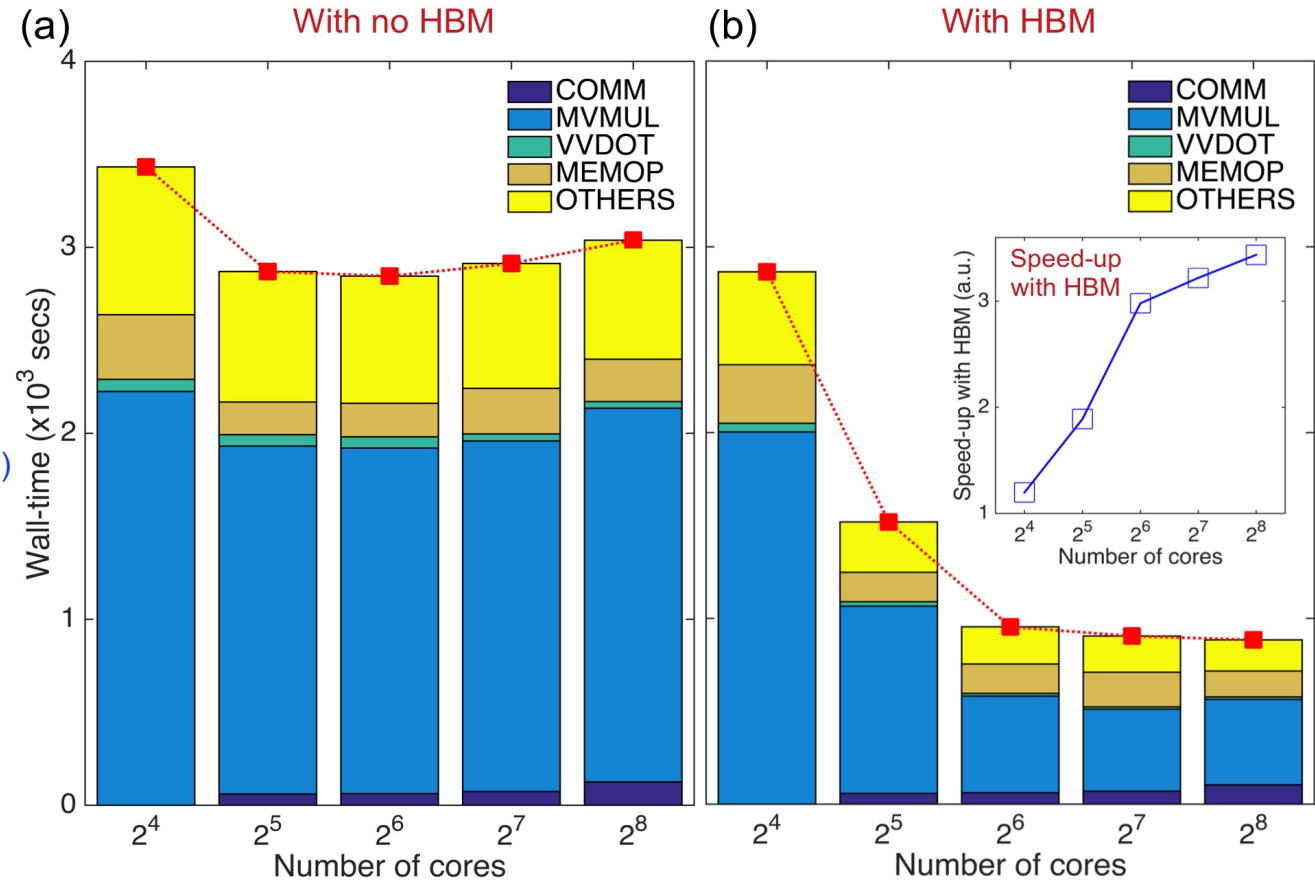 (a)
With no HBM
COMM
MVMUL
VVDOT
MEMOP
OTHERS
4
3
2
1
0
)
Wall-time (x10³ secs)
2⁴ 2⁵ 2⁶ 2⁷ 2⁸
Number of cores
(b)
With HBM
COMM
MVMUL
VVDOT
MEMOP
OTHERS
Speed-up
with HBM
Speed-up with HBM (a.u.)
3
2
1
2⁴ 2⁵ 2⁶ 2⁷ 2⁸
Number of cores
2⁴ 2⁵ 2⁶ 2⁷ 2⁸
Number of cores